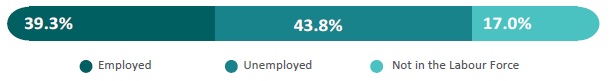 39.3% 43.8% 17.0%
Employed Unemployed Not in the Labour Force